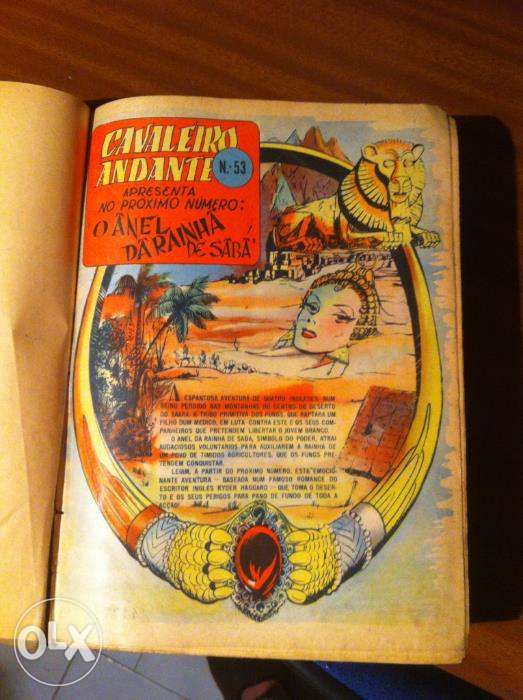 CAVALEIRO
ANDANTE
N.º 53
APRESENTA
NO PRÓXIMO NÚMERO:
O ÂNEL
DA RAINHA
DE SABÁ
A ESPANTOSA AVENTURA DE QUATRO INGLESES, NUM
REINO PERDIDO NAS MONTANHAS DO CENTRO DO DESERTO
DO SAARA. A TRIBO PRIMITIVA DOS FUNGS, QUE RAPTARA UM
FILHO DUM MÉDICO, EM LUTA CONTRA ESTE E OS SEUS COM-
PANHEIROS QUE PRETENDEM LIBERTAR O JOVEM BRANCO.
O ANEL DA RAINHA DE SABÁ, SÍMBOLO DO PODER, ATRAI
AUDACIOSOS VOLUNTÁRIOS PARA AUXILIAREM A RAINHA DE
UM POVO DE TÍMIDOS AGRICULTORES, QUE OS FUNGS PRE-
TENDEM CONQUISTAR.
LEIAM, A PARTIR DO PRÓXIMO NÚMERO, ESTA EMOCIO-
NANTE AVENTURA — BASEADA NUM FAMOSO ROMANCE DO
ESCRITOR INGLÊS RYDER HAGGARD — QUE TOMA O DESER-
TO E OS SEUS PERIGOS PARA PANO DE FUNDO DE TODA A
ACÇÃO!
OLX